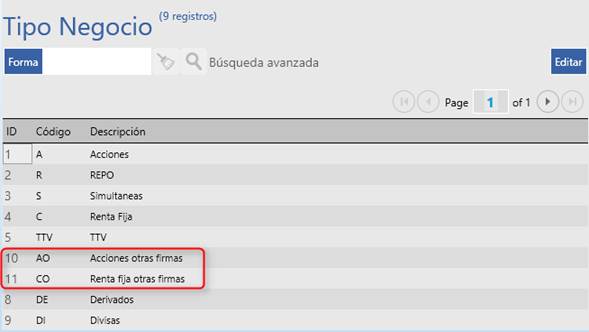 Tipo Negocio (9 registros)
Forma Búsqueda avanzada Editar
Page 1 of 1
ID Código Descripción
1 A Acciones
2 R REPO
3 S Simultaneas
4 C Renta Fija
5 TTV TTV
10 AO Acciones otras firmas
11 CO Renta fija otras firmas
8 DE Derivados
9 DI Divisas